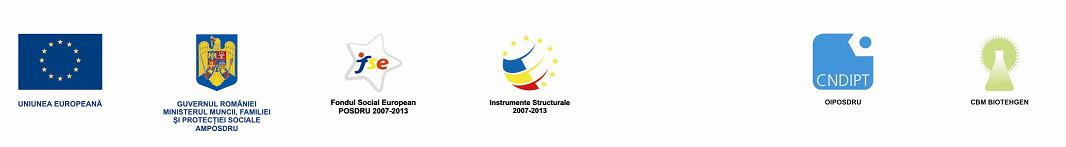 UNIUNEA EUROPEANĂ
GUVERNUL ROMÂNIEI
MINISTERUL MUNCII, FAMILIEI
ŞI PROTECŢIEI SOCIALE
AMPOSDRU
fse
Fondul Social European
POSDRU 2007-2013
Instrumente Structurale
2007-2013
CNDIPT
OIPOSDRU
CBM BIOTEHGEN